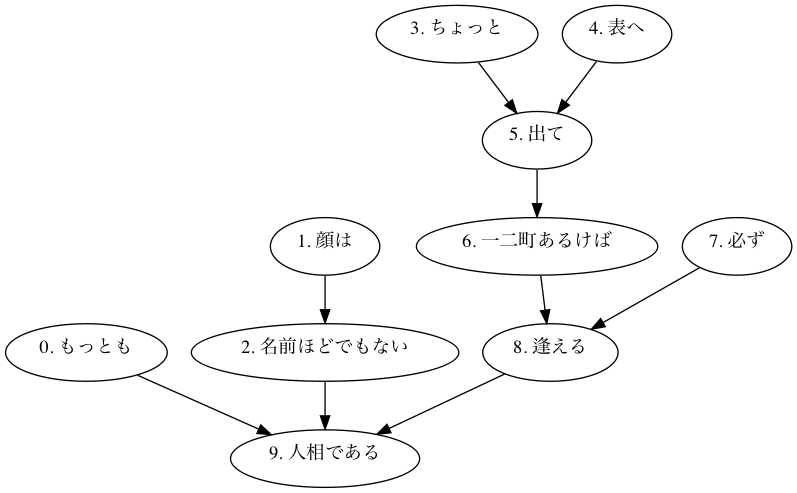 3. ちょっと
4. 表へ
5. 出て
1. 顔は
6. 一二町あるけば
7. 必ず
0. もっとも
2. 名前ほどでもない
8. 逢える
9. 人相である